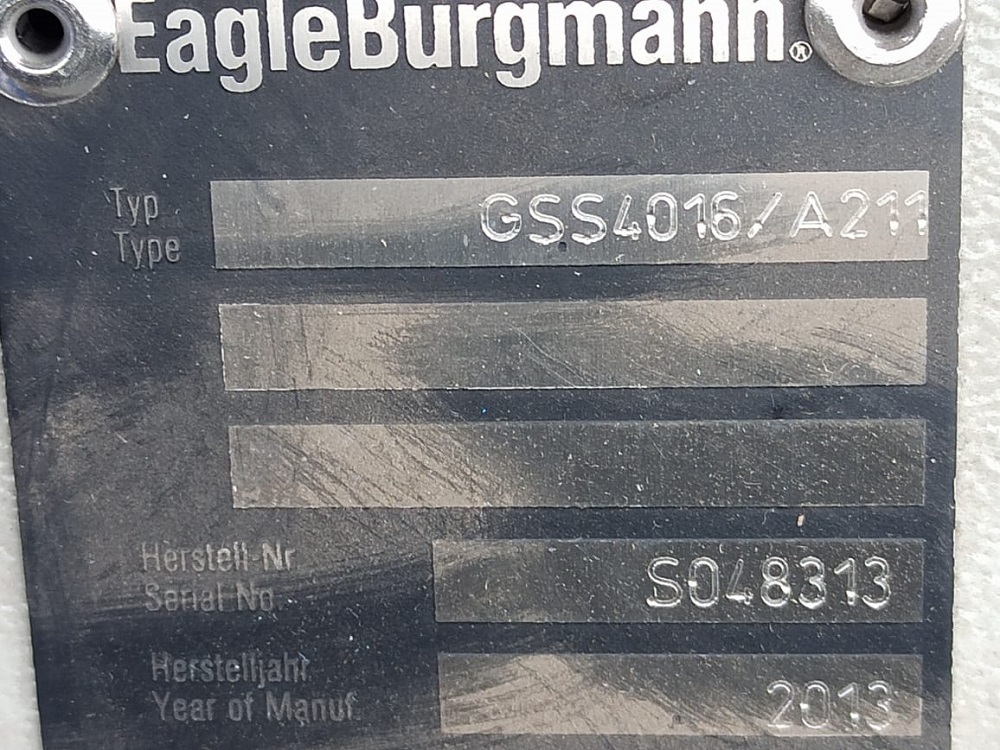 EagleBurgmann®
Typ
Type
GSS4016/A211
Herstell-Nr
Serial No.
S048313
Herstelljahr
Year of Manuf.
2013